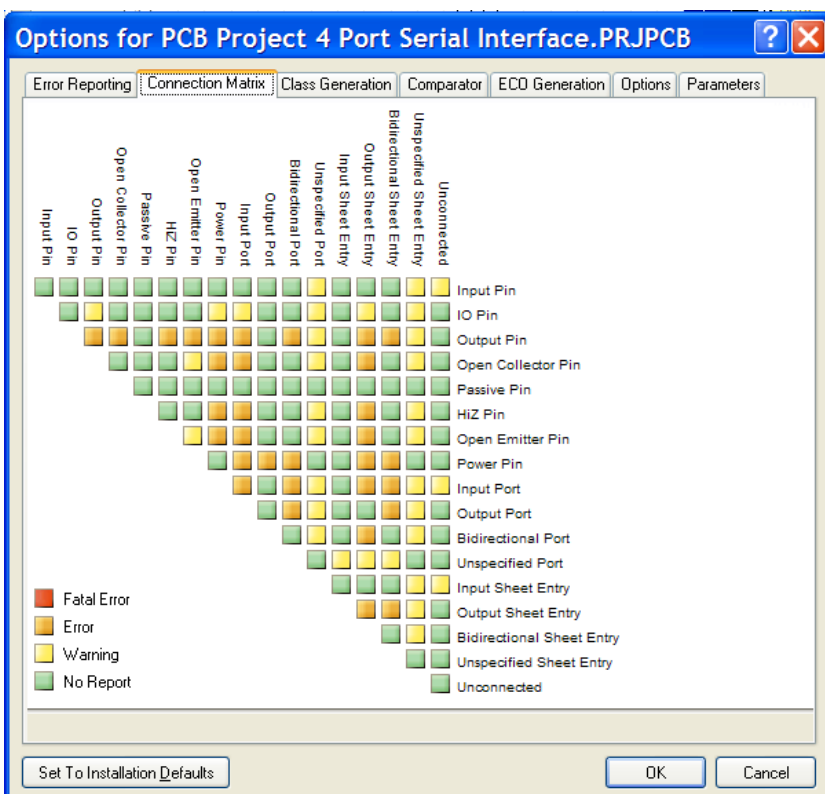 Options for PCB Project 4 Port Serial Interface.PRJPCB
Error Reporting
Connection Matrix
Class Generation
Comparator
ECO Generation
Options
Parameters
Input Pin
IO Pin
Output Pin
Open Collector Pin
Passive Pin
HiZ Pin
Open Emitter Pin
Power Pin
Input Port
Output Port
Bidirectional Port
Unspecified Port
Input Sheet Entry
Output Sheet Entry
Bidirectional Sheet Entry
Unspecified Sheet Entry
Unconnected
Input Pin
IO Pin
Output Pin
Open Collector Pin
Passive Pin
HiZ Pin
Open Emitter Pin
Power Pin
Input Port
Output Port
Bidirectional Port
Unspecified Port
Input Sheet Entry
Output Sheet Entry
Bidirectional Sheet Entry
Unspecified Sheet Entry
Unconnected
Fatal Error
Error
Warning
No Report
Set To Installation Defaults
OK
Cancel